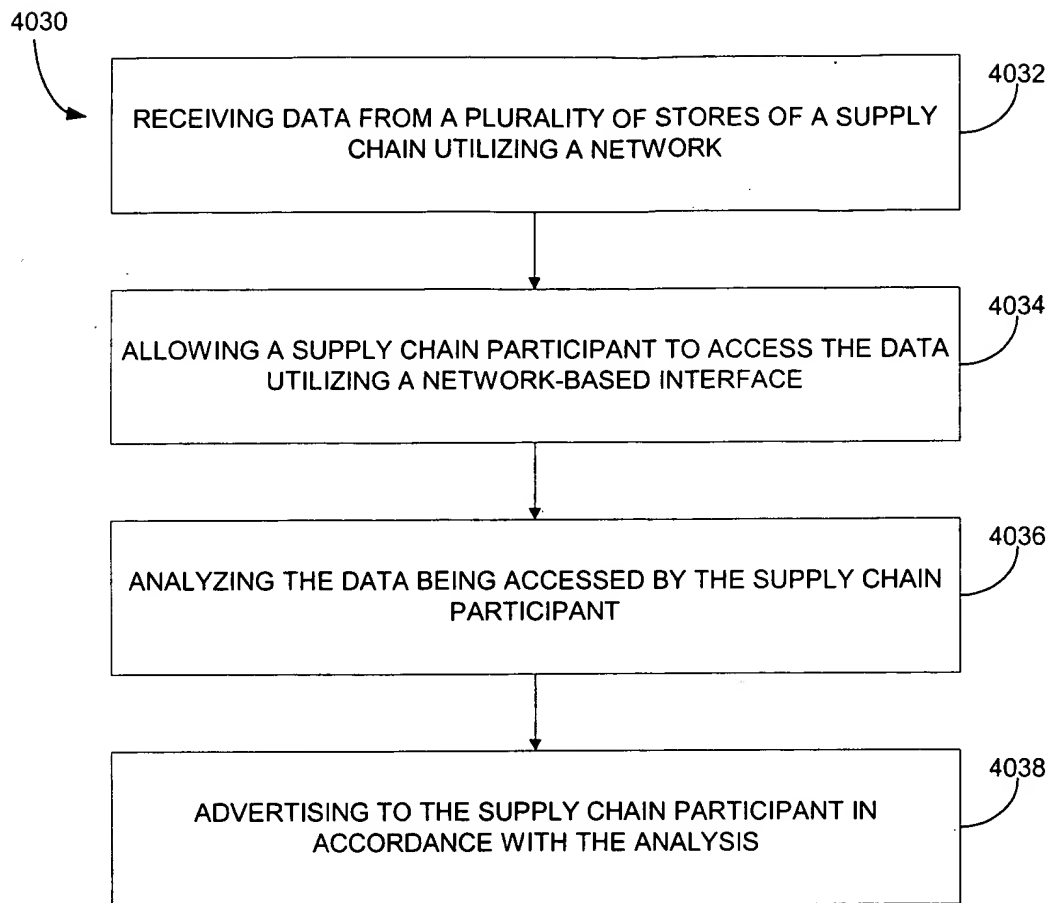 4030
4032
RECEIVING DATA FROM A PLURALITY OF STORES OF A SUPPLY
CHAIN UTILIZING A NETWORK
4034
ALLOWING A SUPPLY CHAIN PARTICIPANT TO ACCESS THE DATA
UTILIZING A NETWORK-BASED INTERFACE
4036
ANALYZING THE DATA BEING ACCESSED BY THE SUPPLY CHAIN
PARTICIPANT
4038
ADVERTISING TO THE SUPPLY CHAIN PARTICIPANT IN
ACCORDANCE WITH THE ANALYSIS